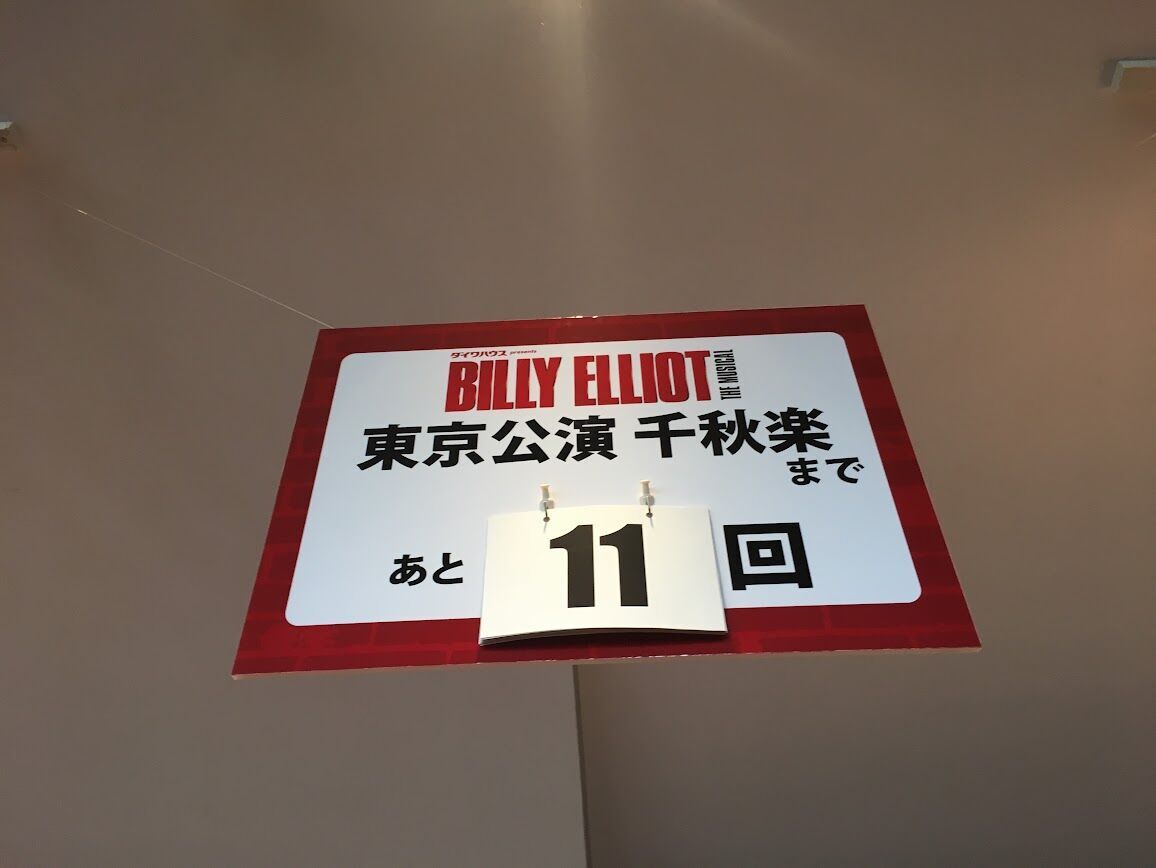 ダイワハウス presents
BILLY ELLIOT THE MUSICAL
東京公演 千秋楽
まで
あと 11 回